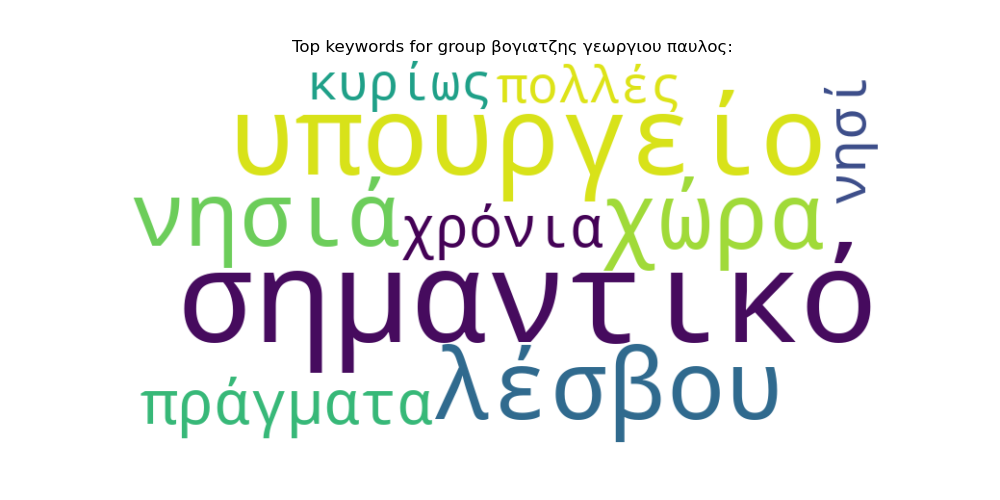 Top keywords for group βογιατζης γεωργιου παυλος:
κυρίως πολλές
υπουργείο νησί
νησιά χρόνια χώρα
σημαντικό
πράγματα λέσβου